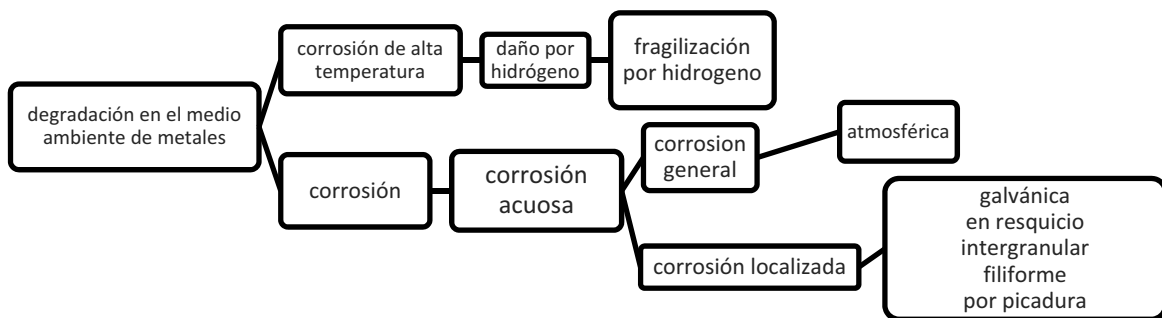 degradación en el medio
ambiente de metales
corrosión de alta
temperatura
daño por
hidrógeno
fragilización
por hidrogeno
corrosión
corrosión
acuosa
corrosion
general
atmosférica
corrosión localizada
galvánica
en resquicio
intergranular
filiforme
por picadura